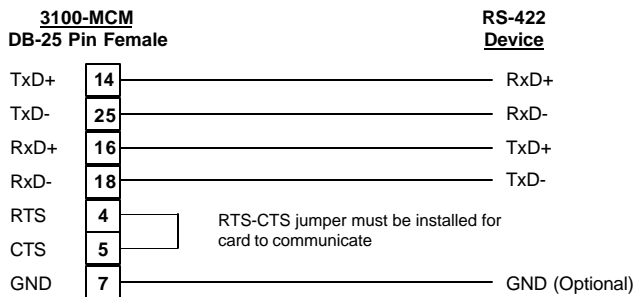 3100-MCM RS-422
DB-25 Pin Female Device
TxD+ 14 RxD+
TxD- 25 RxD-
RxD+ 16 TxD+
RxD- 18 TxD-
RTS 4 RTS-CTS jumper must be installed for
CTS 5 card to communicate
GND 7 GND (Optional)